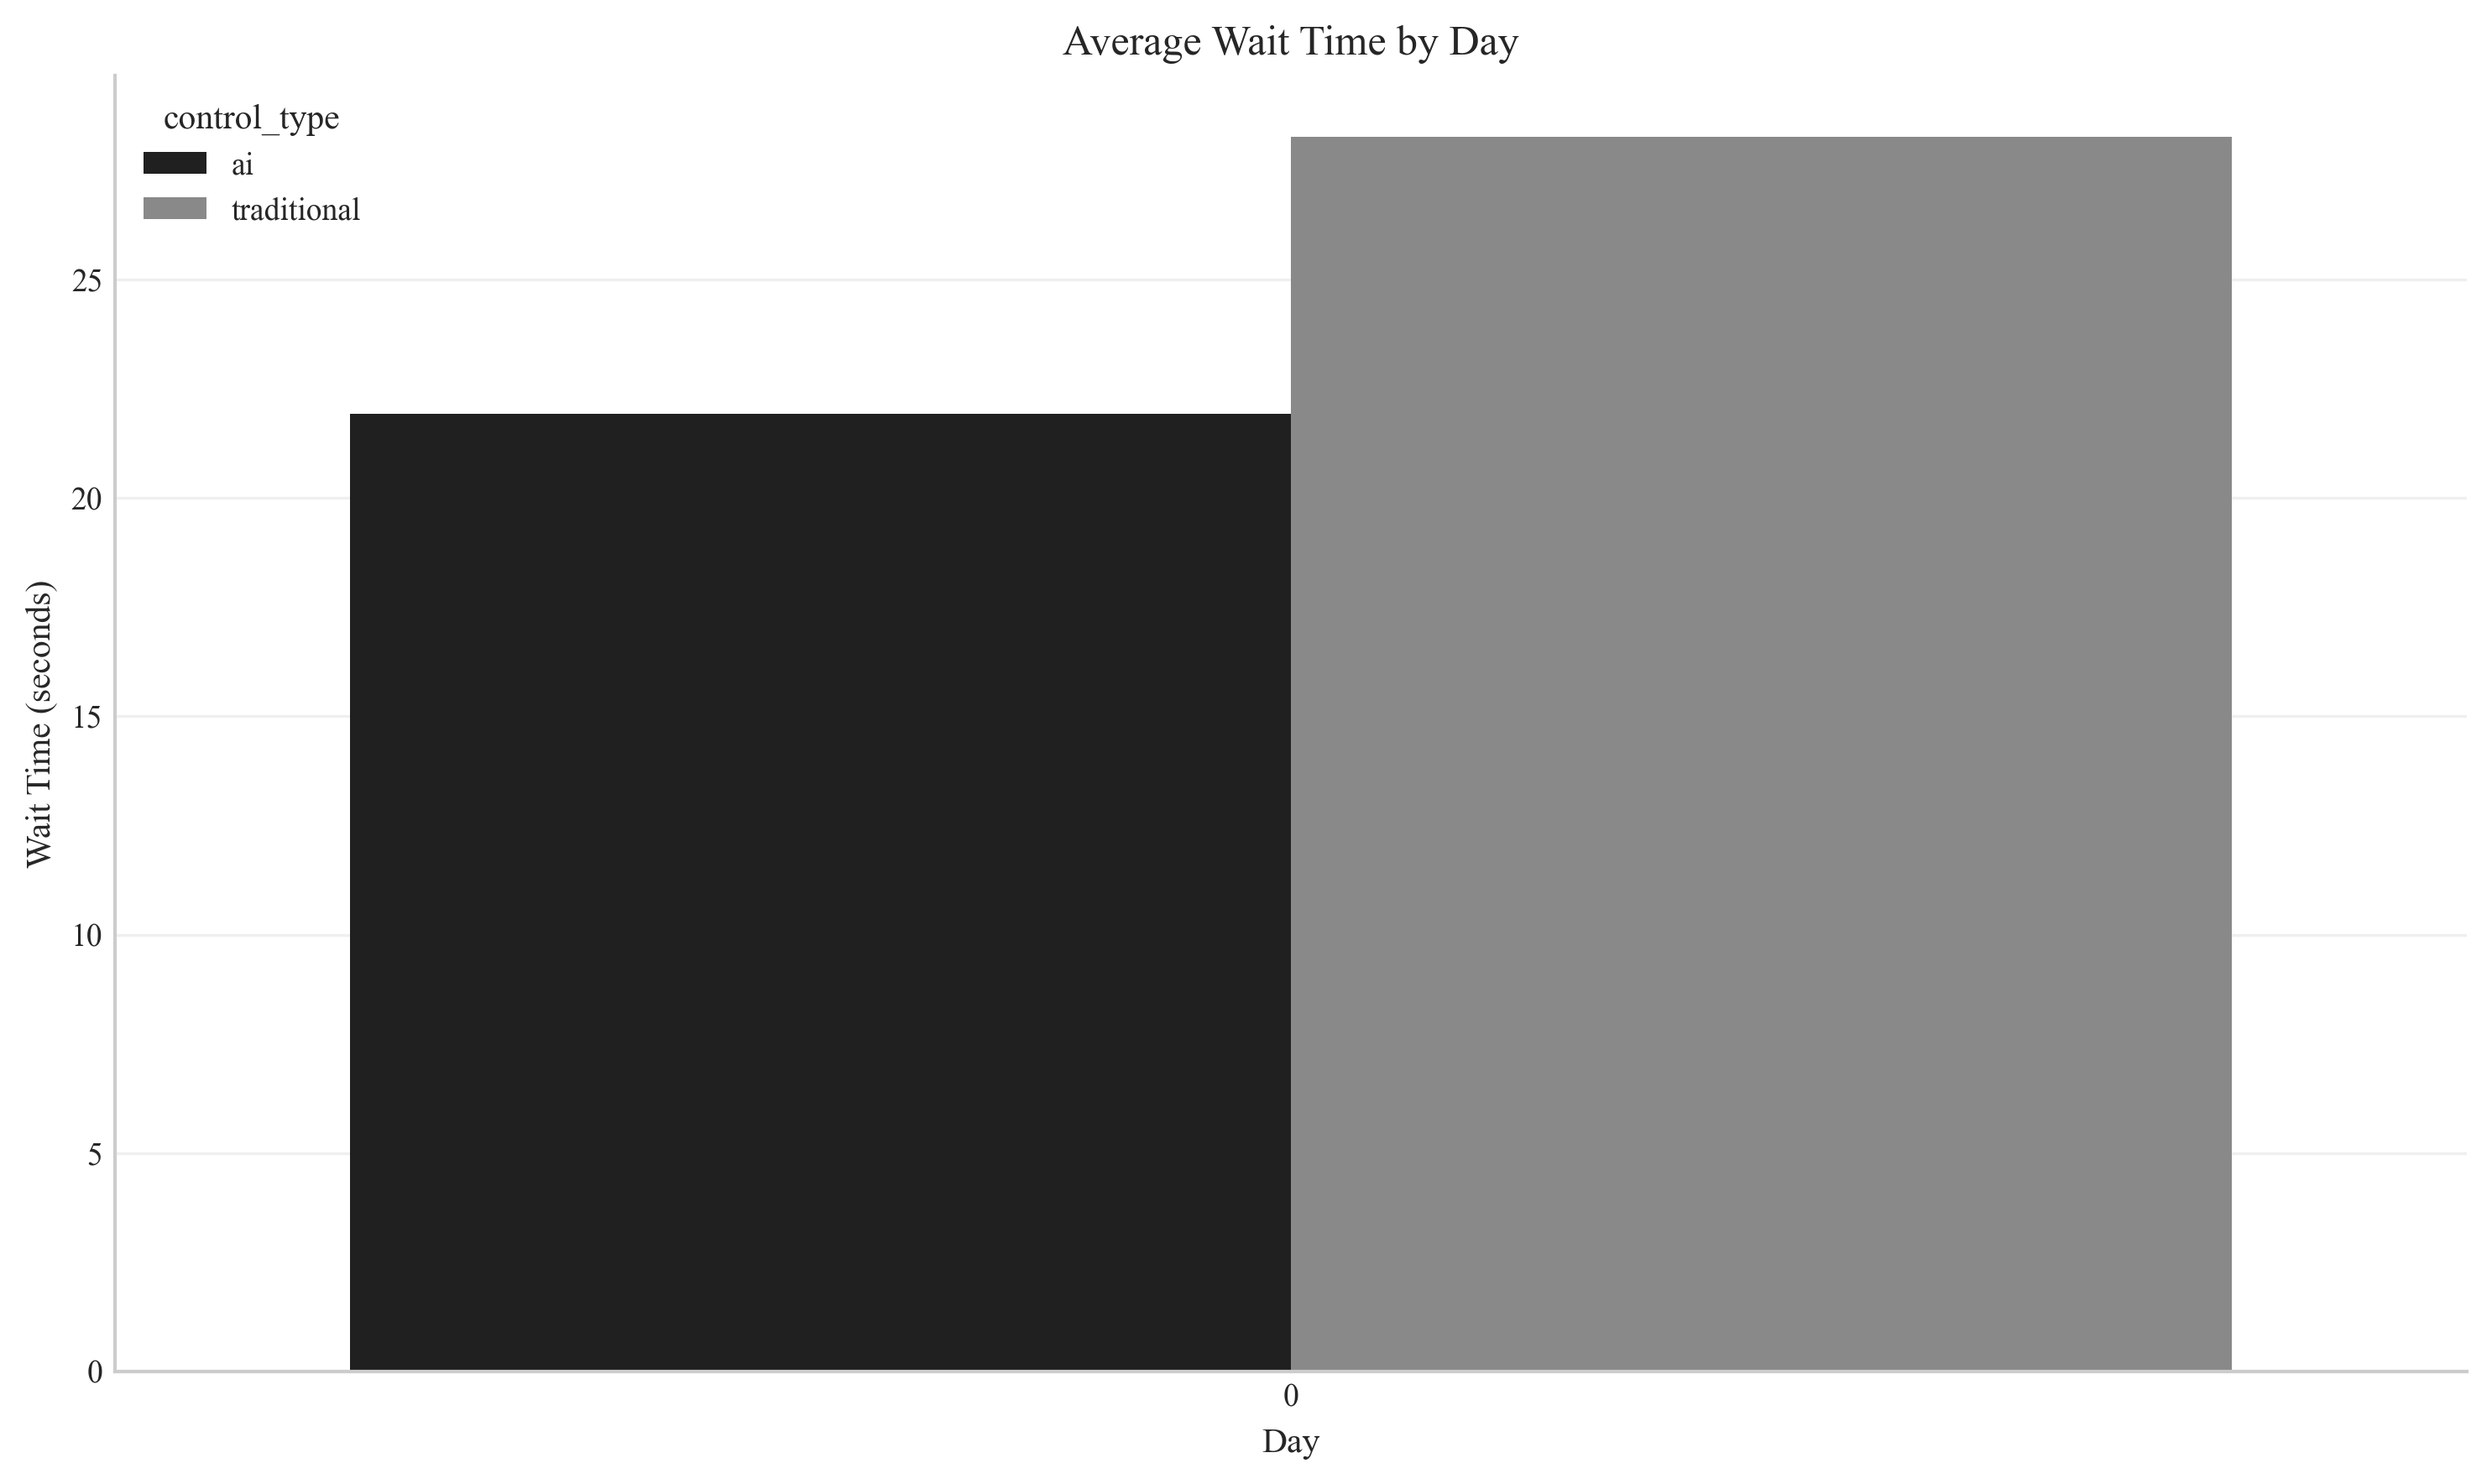 Average Wait Time by Day
control_type
ai
traditional
25
20
15
10
5
0
Wait Time (seconds)
0
Day